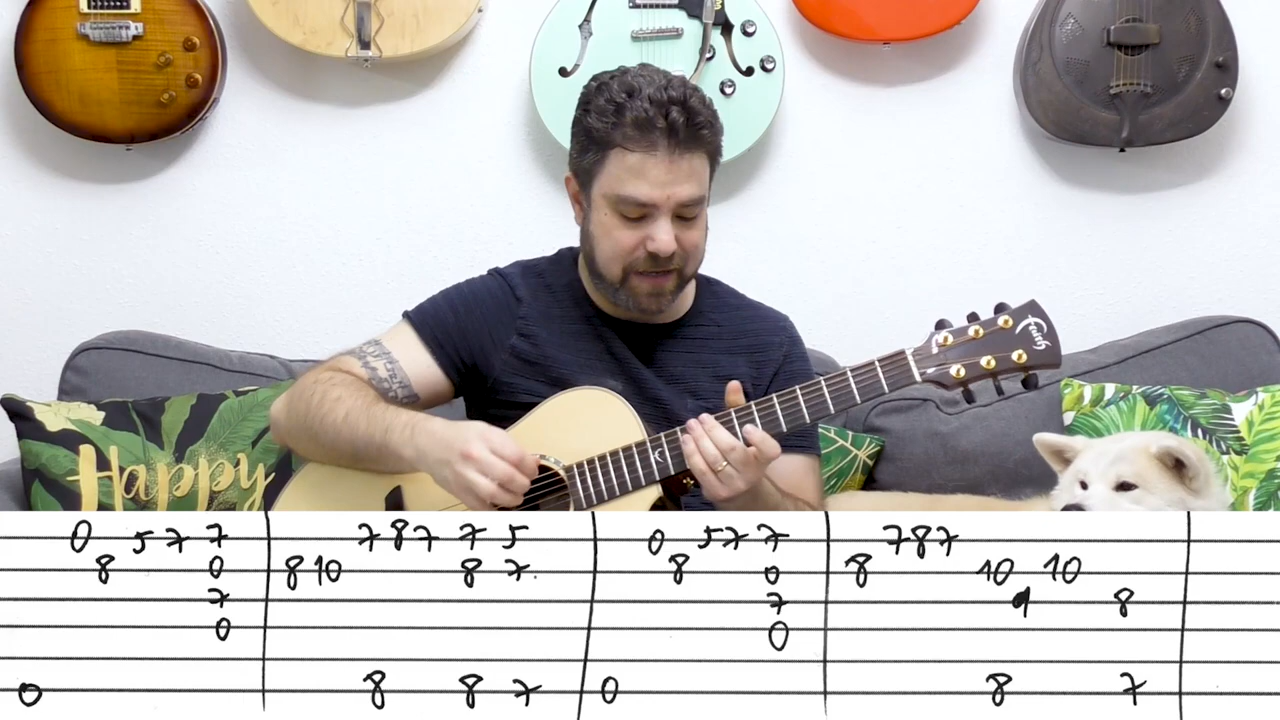 Faith
Happy
0 5 7 7 7 8 7 7 5 0 5 7 7 7 8 7
8 0 8 10 8 7. 8 0 8 10 10
7 7 9 8
0 0
0 8 8 7 0 8 7